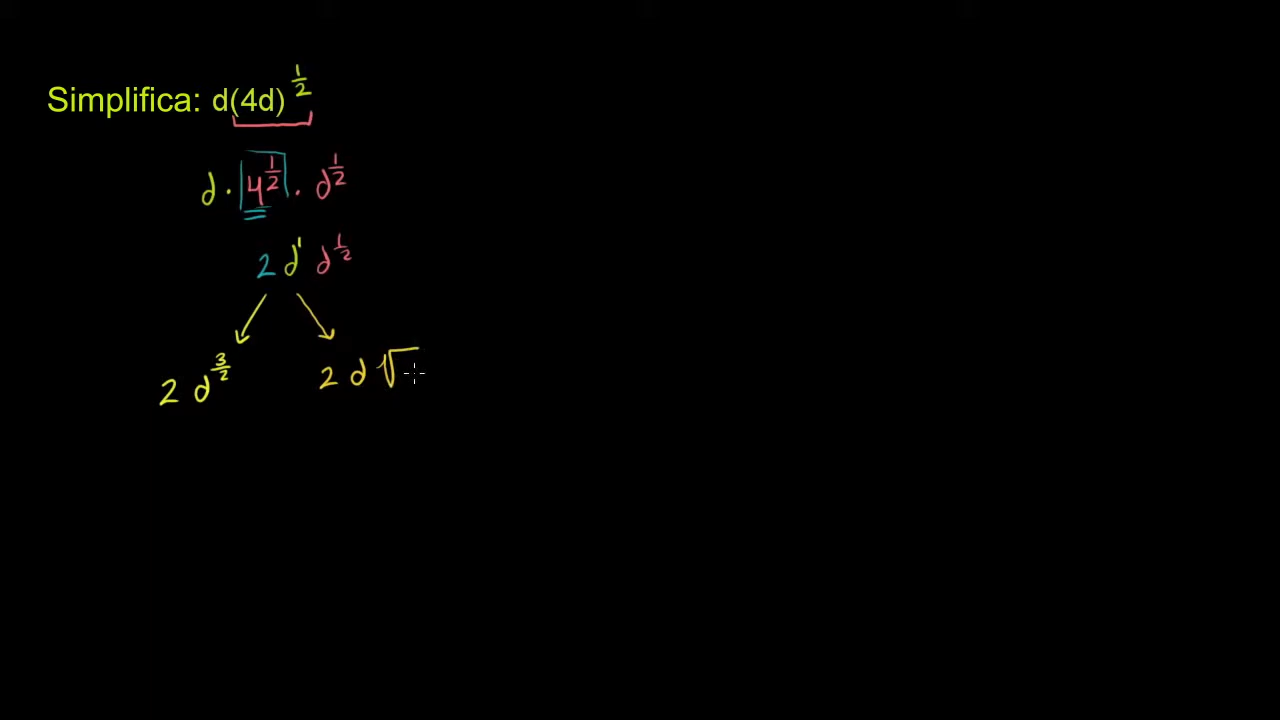 Simplifica: d(4d)^{1/2}
d · 4^{1/2} · d^{1/2}
2 d^1 d^{1/2}
2 d^{3/2} 2 d √